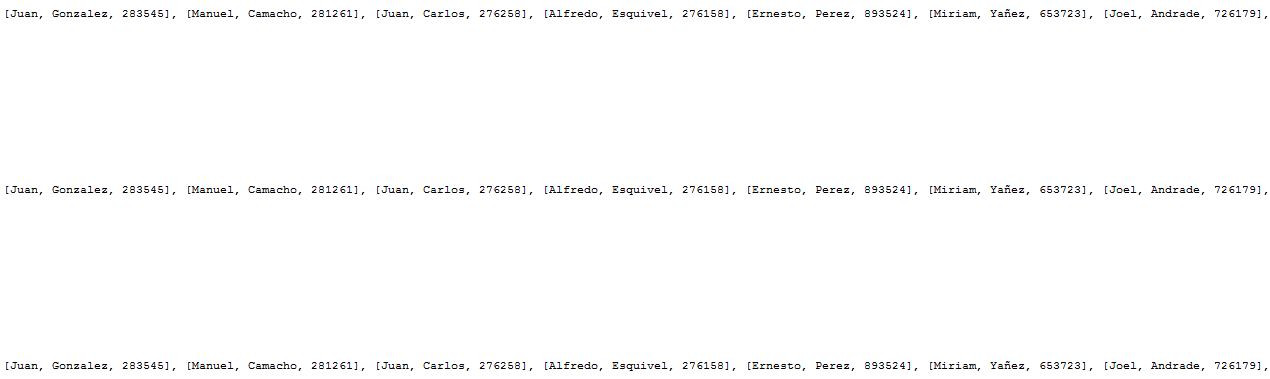 [Juan, Gonzalez, 283545], [Manuel, Camacho, 281261], [Juan, Carlos, 276258], [Alfredo, Esquivel, 276158], [Ernesto, Perez, 893524], [Miriam, Yañez, 653723], [Joel, Andrade, 726179],
[Juan, Gonzalez, 283545], [Manuel, Camacho, 281261], [Juan, Carlos, 276258], [Alfredo, Esquivel, 276158], [Ernesto, Perez, 893524], [Miriam, Yañez, 653723], [Joel, Andrade, 726179],
[Juan, Gonzalez, 283545], [Manuel, Camacho, 281261], [Juan, Carlos, 276258], [Alfredo, Esquivel, 276158], [Ernesto, Perez, 893524], [Miriam, Yañez, 653723], [Joel, Andrade, 726179],